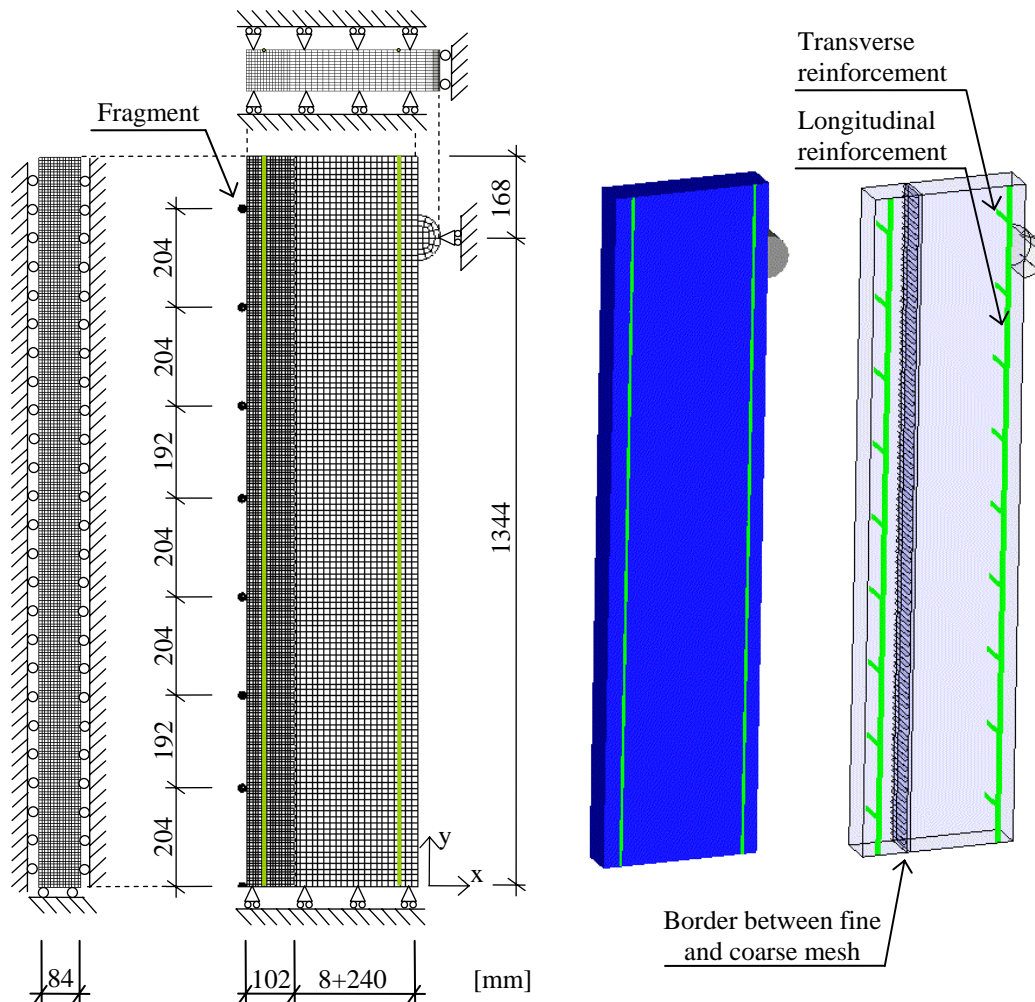 Fragment
Transverse
reinforcement
Longitudinal
reinforcement
168
204
204
192
204
204
192
204
1344
y
x
Border between fine
and coarse mesh
84
102
8+240
[mm]